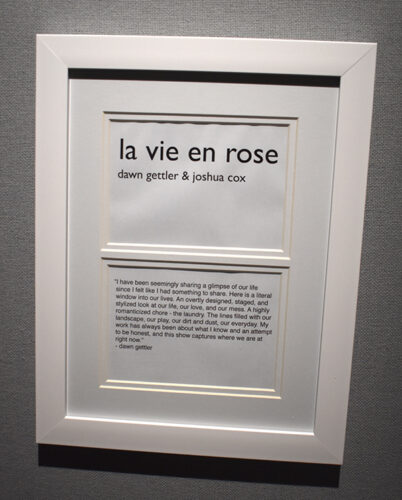 la vie en rose
dawn gettler & joshua cox
"I have been seemingly sharing a glimpse of our life
since I felt like I had something to share. Here is a literal
window into our lives. An overtly designed, staged, and
stylized look at our life, our love, and our mess. A highly
romanticized chore - the laundry. The lines filled with our
landscape, our play, our dirt and dust, our everyday. My
work has always been about what I know and an attempt
to be honest, and this show captures where we are at
right now."
- dawn gettler